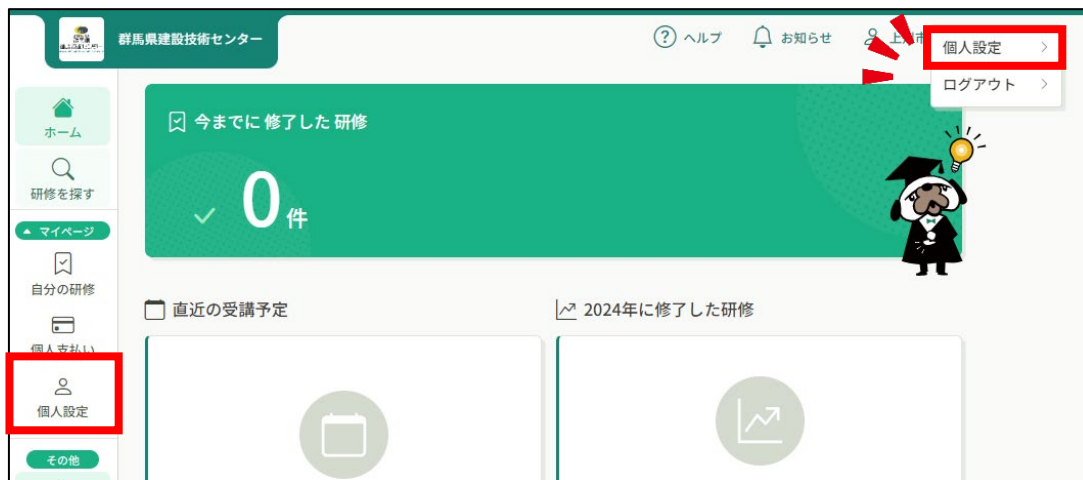 群馬県建設技術センター
ヘルプ
お知らせ
個人設定
ログアウト
ホーム
研修を探す
マイページ
自分の研修
個人支払い
個人設定
その他
今までに 修了した 研修
0件
直近の受講予定
2024年に修了した研修